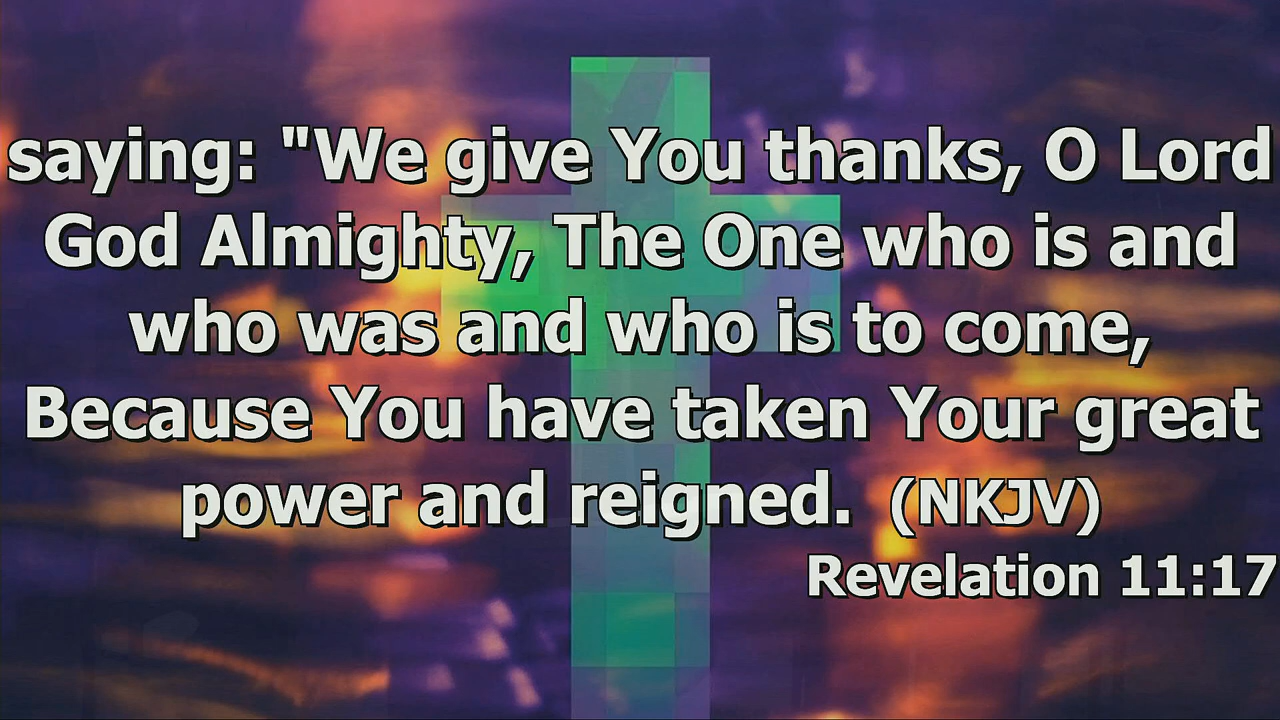 saying: "We give You thanks, O Lord
God Almighty, The One who is and
who was and who is to come,
Because You have taken Your great
power and reigned. (NKJV)
Revelation 11:17